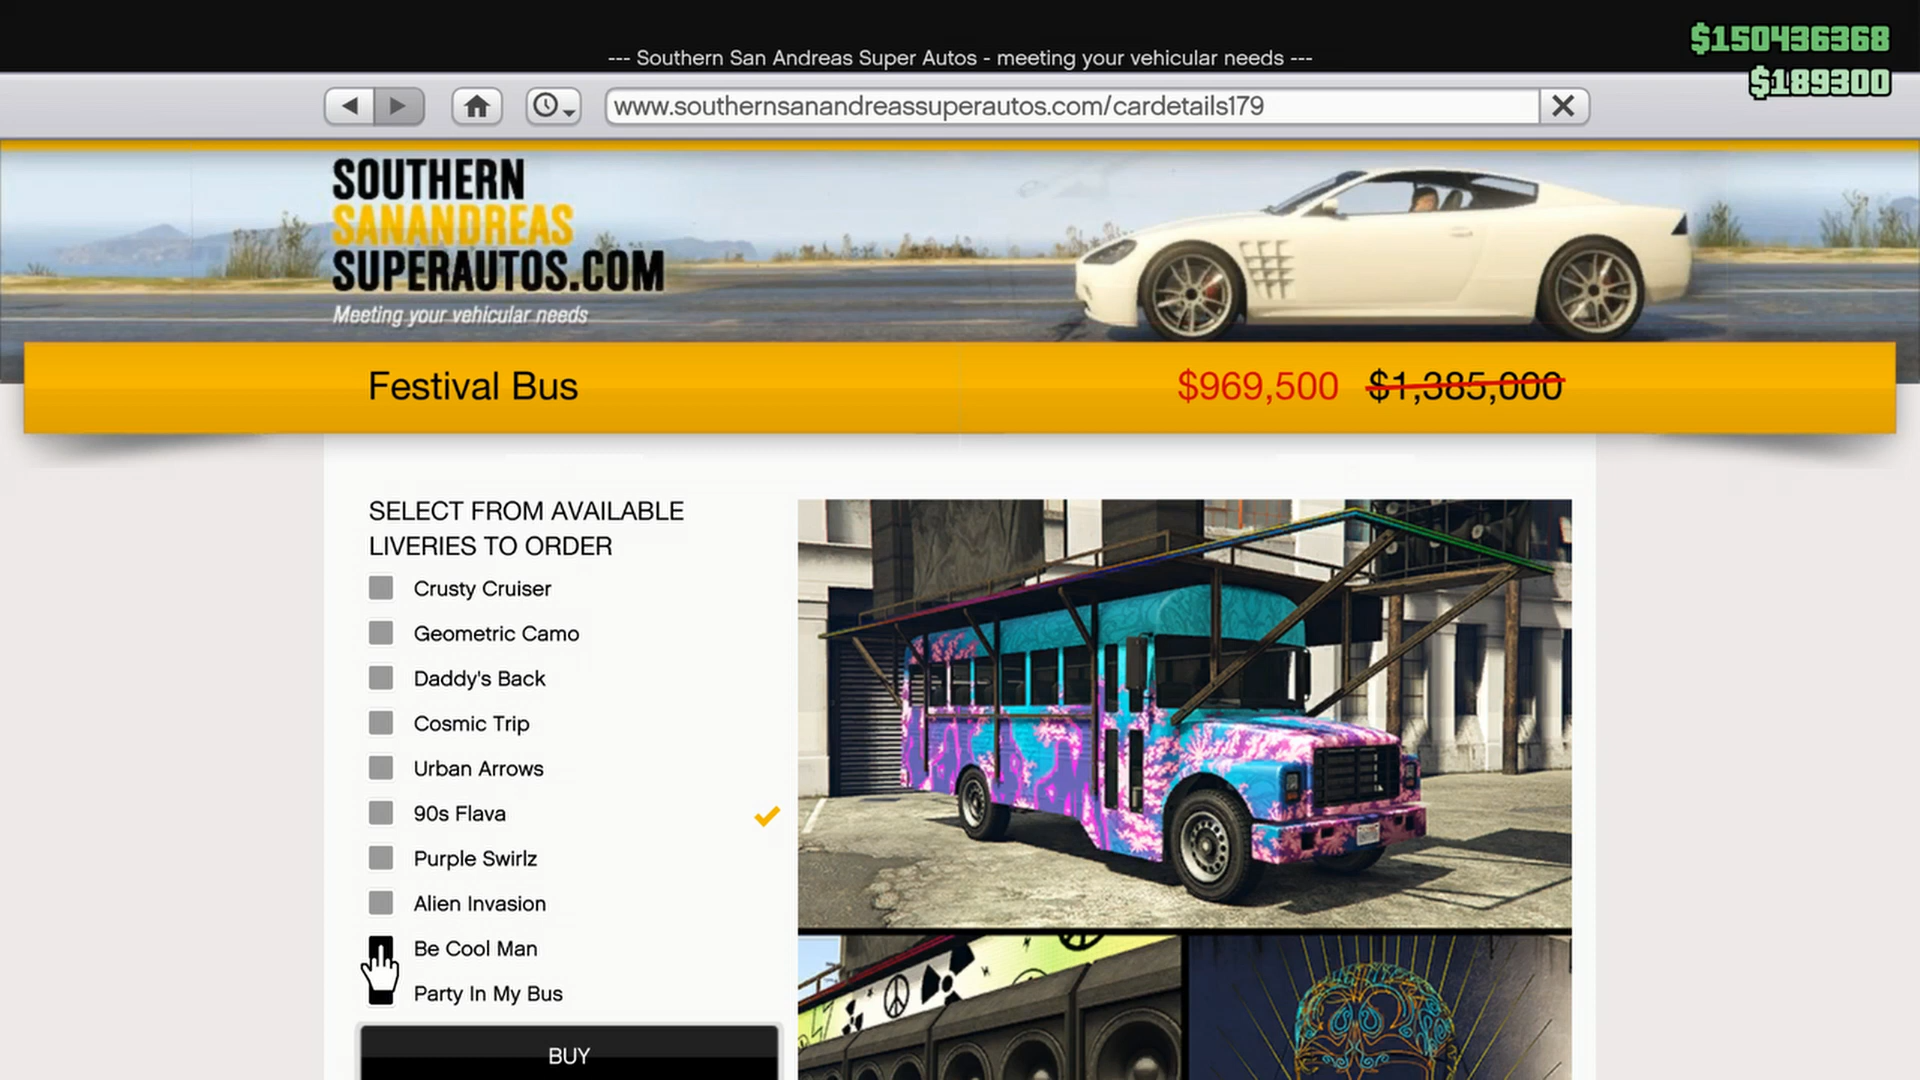 --- Southern San Andreas Super Autos - meeting your vehicular needs ---
$150436368
$189300
www.southernsanandreassuperautos.com/cardetails179
SOUTHERN
SANANDREAS
SUPERAUTOS.COM
Meeting your vehicular needs
Festival Bus
$969,500 $1,385,000
SELECT FROM AVAILABLE
LIVERIES TO ORDER
Crusty Cruiser
Geometric Camo
Daddy's Back
Cosmic Trip
Urban Arrows
90s Flava
Purple Swirlz
Alien Invasion
Be Cool Man
Party In My Bus
BUY